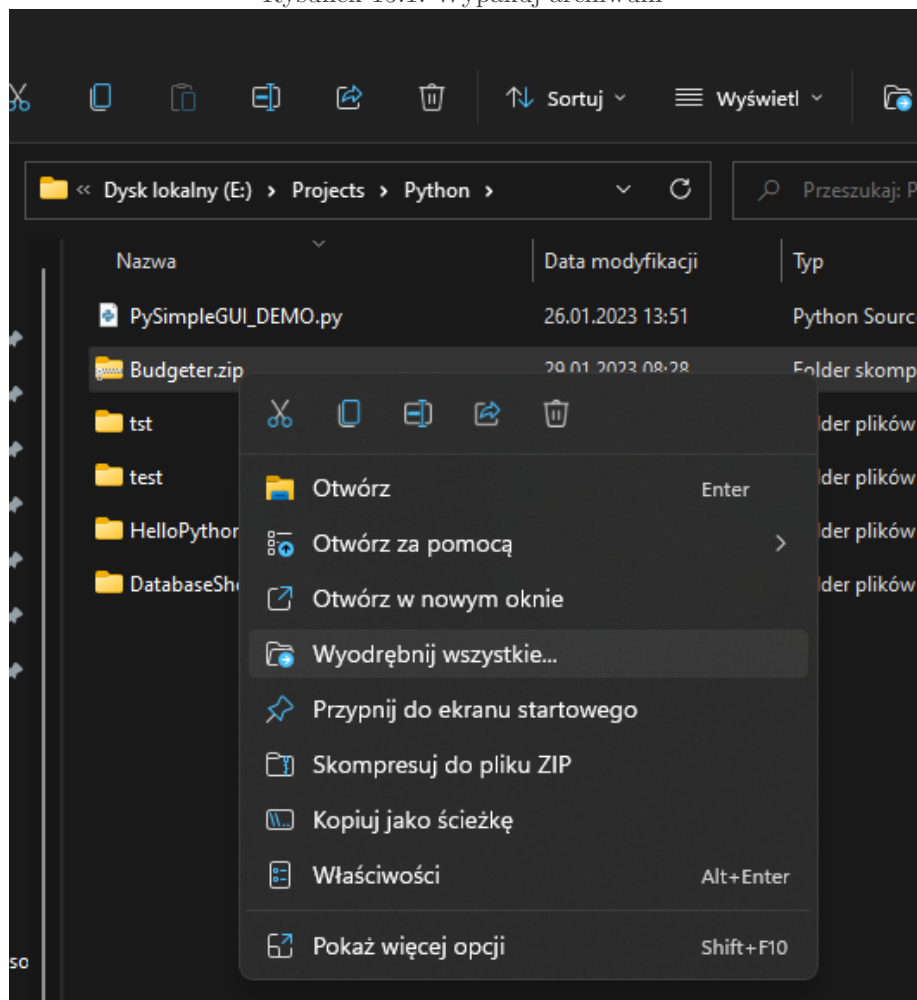 Sortuj
Wyświetl
« Dysk lokalny (E:) > Projects > Python >
Przeszukaj: P
Nazwa
Data modyfikacji
Typ
PySimpleGUI_DEMO.py
26.01.2023 13:51
Python Sourc
Budgeter.zip
29.01.2023 08:28
Folder skomp
tst
lder plików
test
lder plików
HelloPython
lder plików
DatabaseSh
lder plików
Otwórz
Enter
Otwórz za pomocą
Otwórz w nowym oknie
Wyodrębnij wszystkie...
Przypnij do ekranu startowego
Skompresuj do pliku ZIP
Kopiuj jako ścieżkę
Właściwości
Alt+Enter
Pokaż więcej opcji
Shift+F10
so